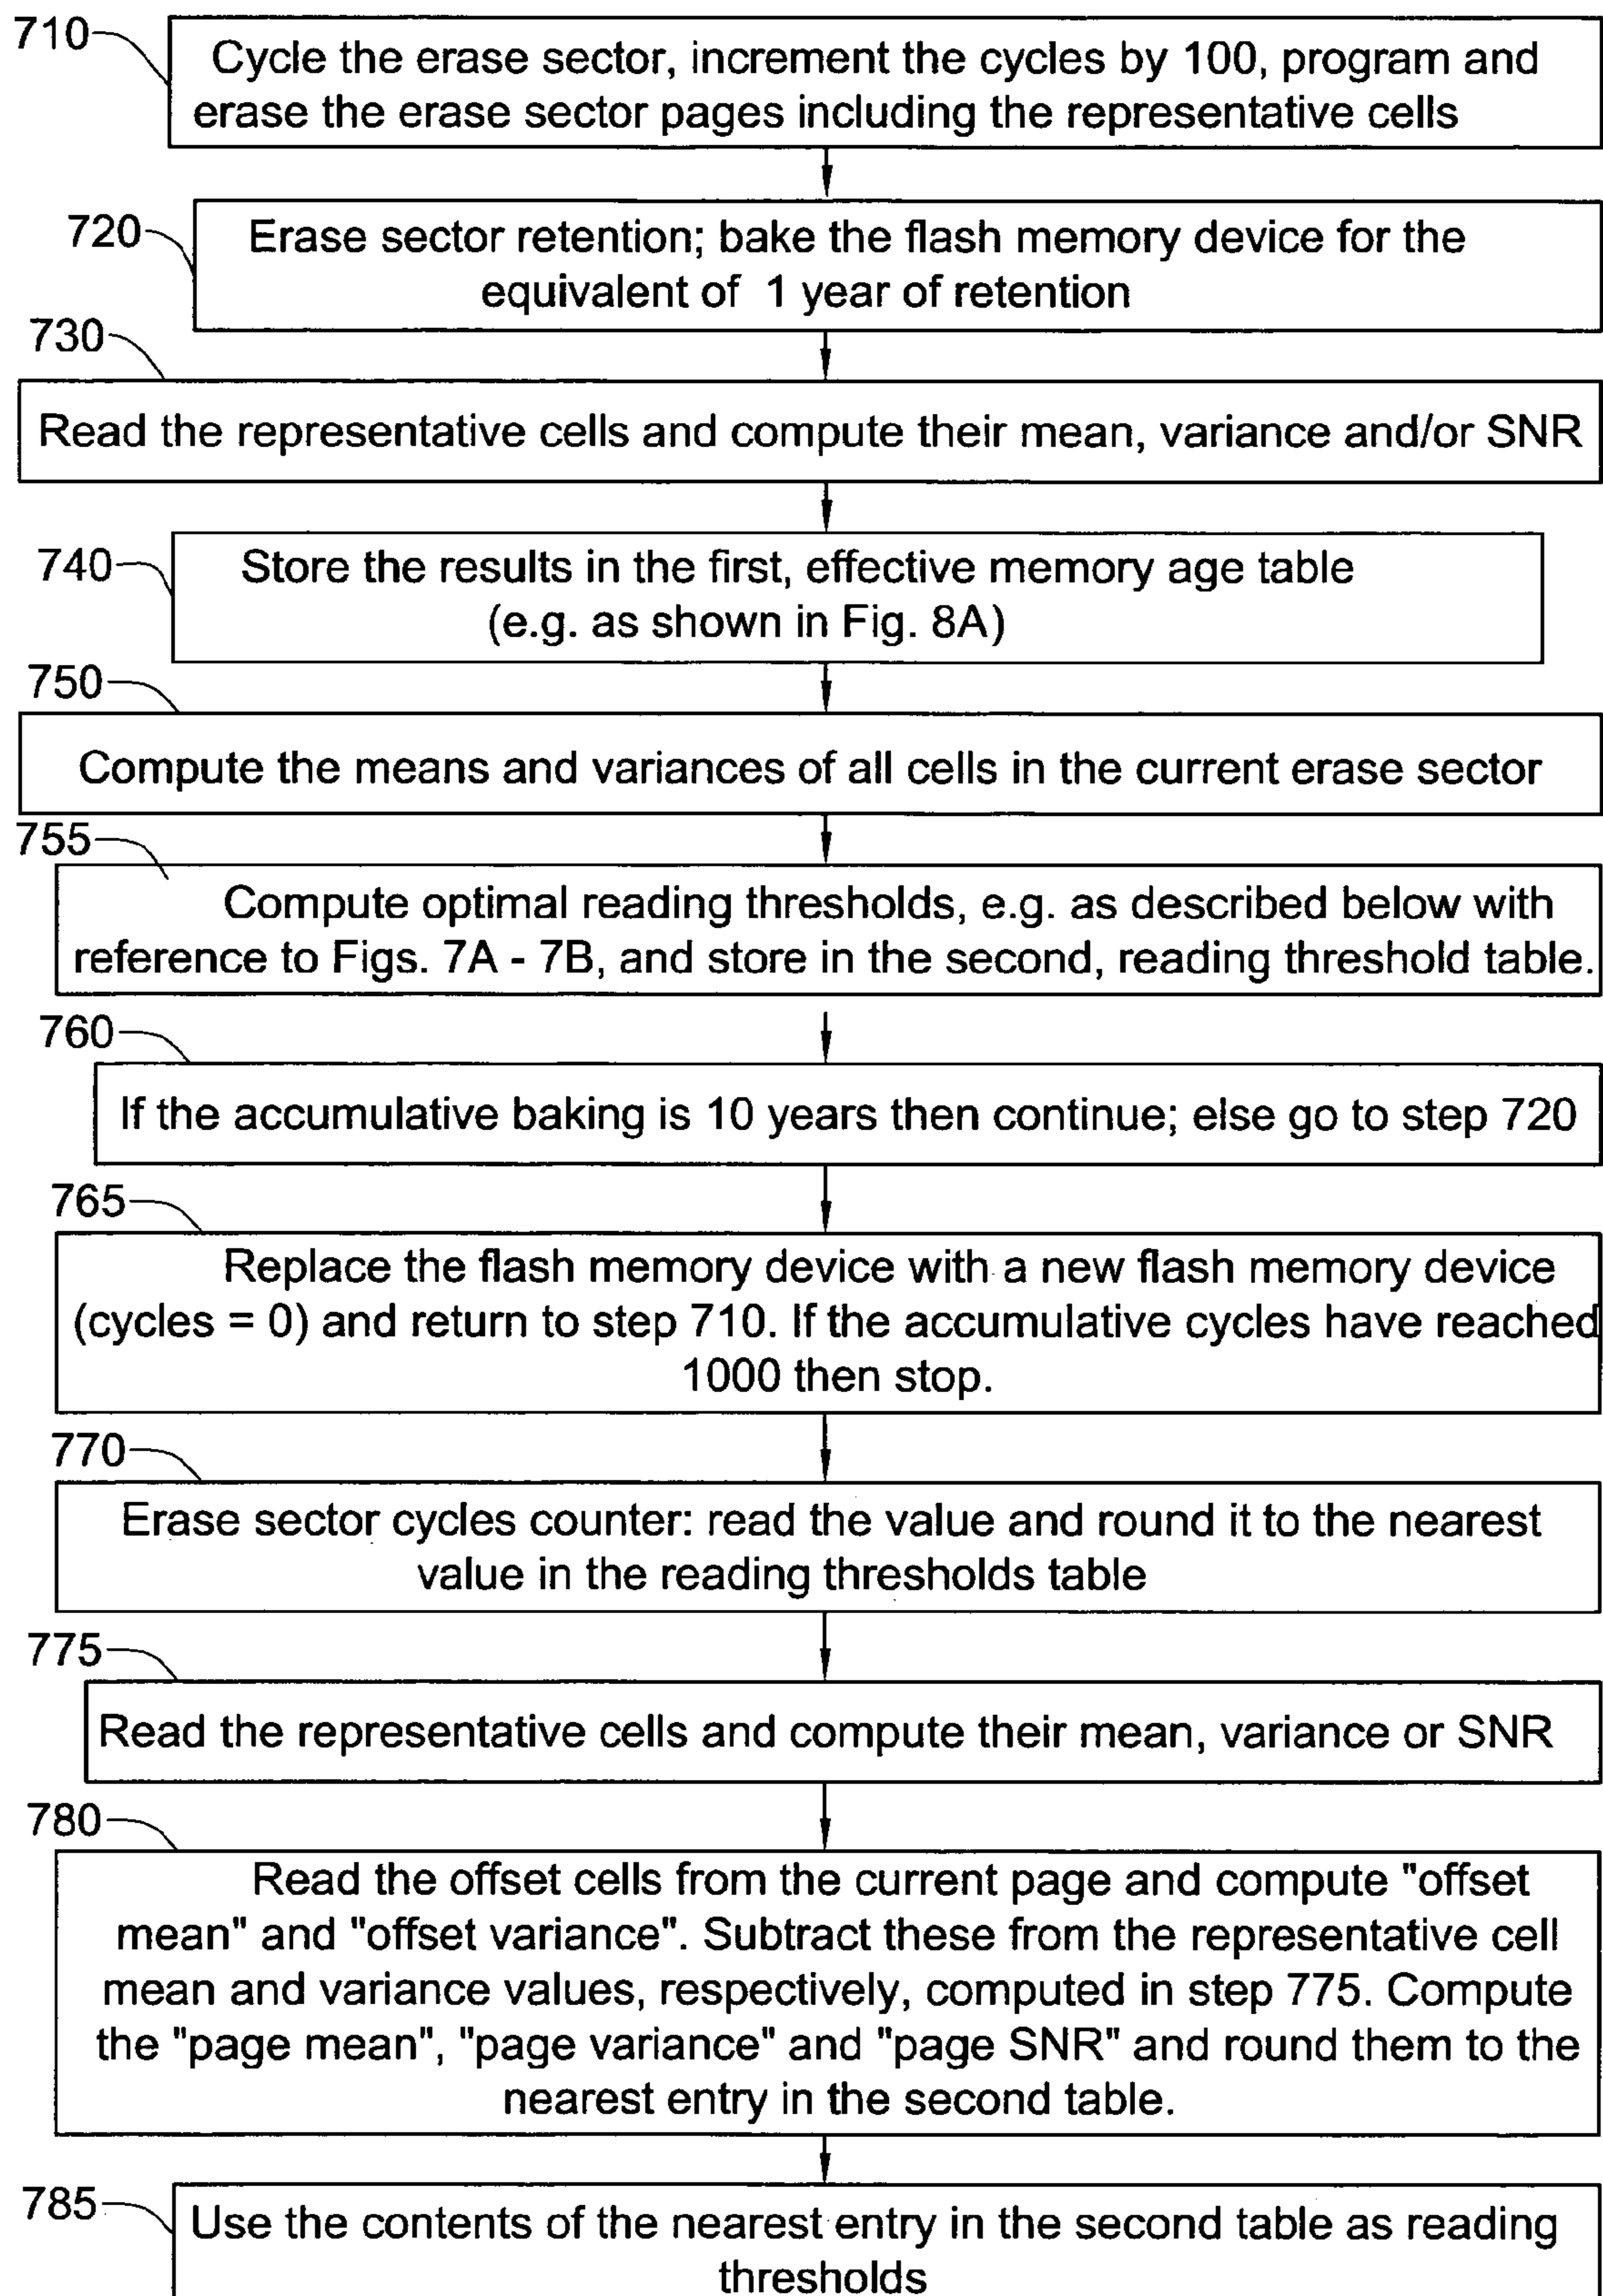 710
Cycle the erase sector, increment the cycles by 100, program and
erase the erase sector pages including the representative cells
720
Erase sector retention; bake the flash memory device for the
equivalent of 1 year of retention
730
Read the representative cells and compute their mean, variance and/or SNR
740
Store the results in the first, effective memory age table
(e.g. as shown in Fig. 8A)
750
Compute the means and variances of all cells in the current erase sector
755
Compute optimal reading thresholds, e.g. as described below with
reference to Figs. 7A - 7B, and store in the second, reading threshold table.
760
If the accumulative baking is 10 years then continue; else go to step 720
765
Replace the flash memory device with a new flash memory device
(cycles = 0) and return to step 710. If the accumulative cycles have reached
1000 then stop.
770
Erase sector cycles counter: read the value and round it to the nearest
value in the reading thresholds table
775
Read the representative cells and compute their mean, variance or SNR
780
Read the offset cells from the current page and compute "offset
mean" and "offset variance". Subtract these from the representative cell
mean and variance values, respectively, computed in step 775. Compute
the "page mean", "page variance" and "page SNR" and round them to the
nearest entry in the second table.
785
Use the contents of the nearest entry in the second table as reading
thresholds